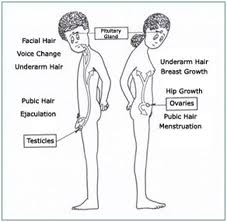 Pituitary
Gland
Facial Hair
Voice Change
Underarm Hair
Pubic Hair
Ejaculation
Testicles
Underarm Hair
Breast Growth
Hip Growth
Ovaries
Pubic Hair
Menstruation